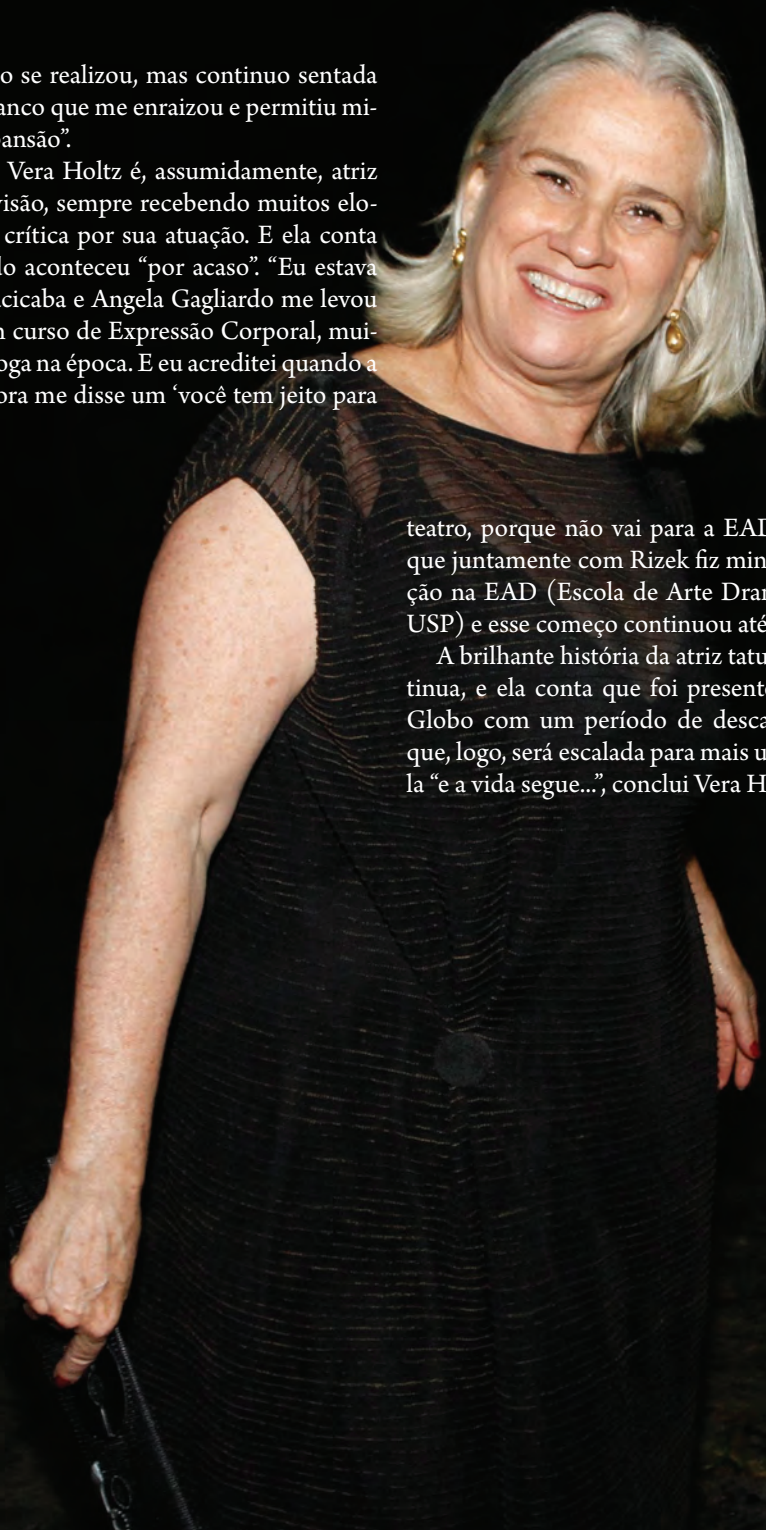 o se realizou, mas continuo sentada
anco que me enraizou e permitiu mi-
ansão”.
Vera Holtz é, assumidamente, atriz
visão, sempre recebendo muitos elo-
crítica por sua atuação. E ela conta
do aconteceu “por acaso”. “Eu estava
cicaba e Angela Gagliardo me levou
m curso de Expressão Corporal, mui-
oga na época. E eu acreditei quando a
ora me disse um ‘você tem jeito para
teatro, porque não vai para a EAD
que juntamente com Rizek fiz min
ção na EAD (Escola de Arte Drar
USP) e esse começo continuou até
A brilhante história da atriz tatu
tinua, e ela conta que foi present
Globo com um período de desca
que, logo, será escalada para mais u
la “e a vida segue...”, conclui Vera H